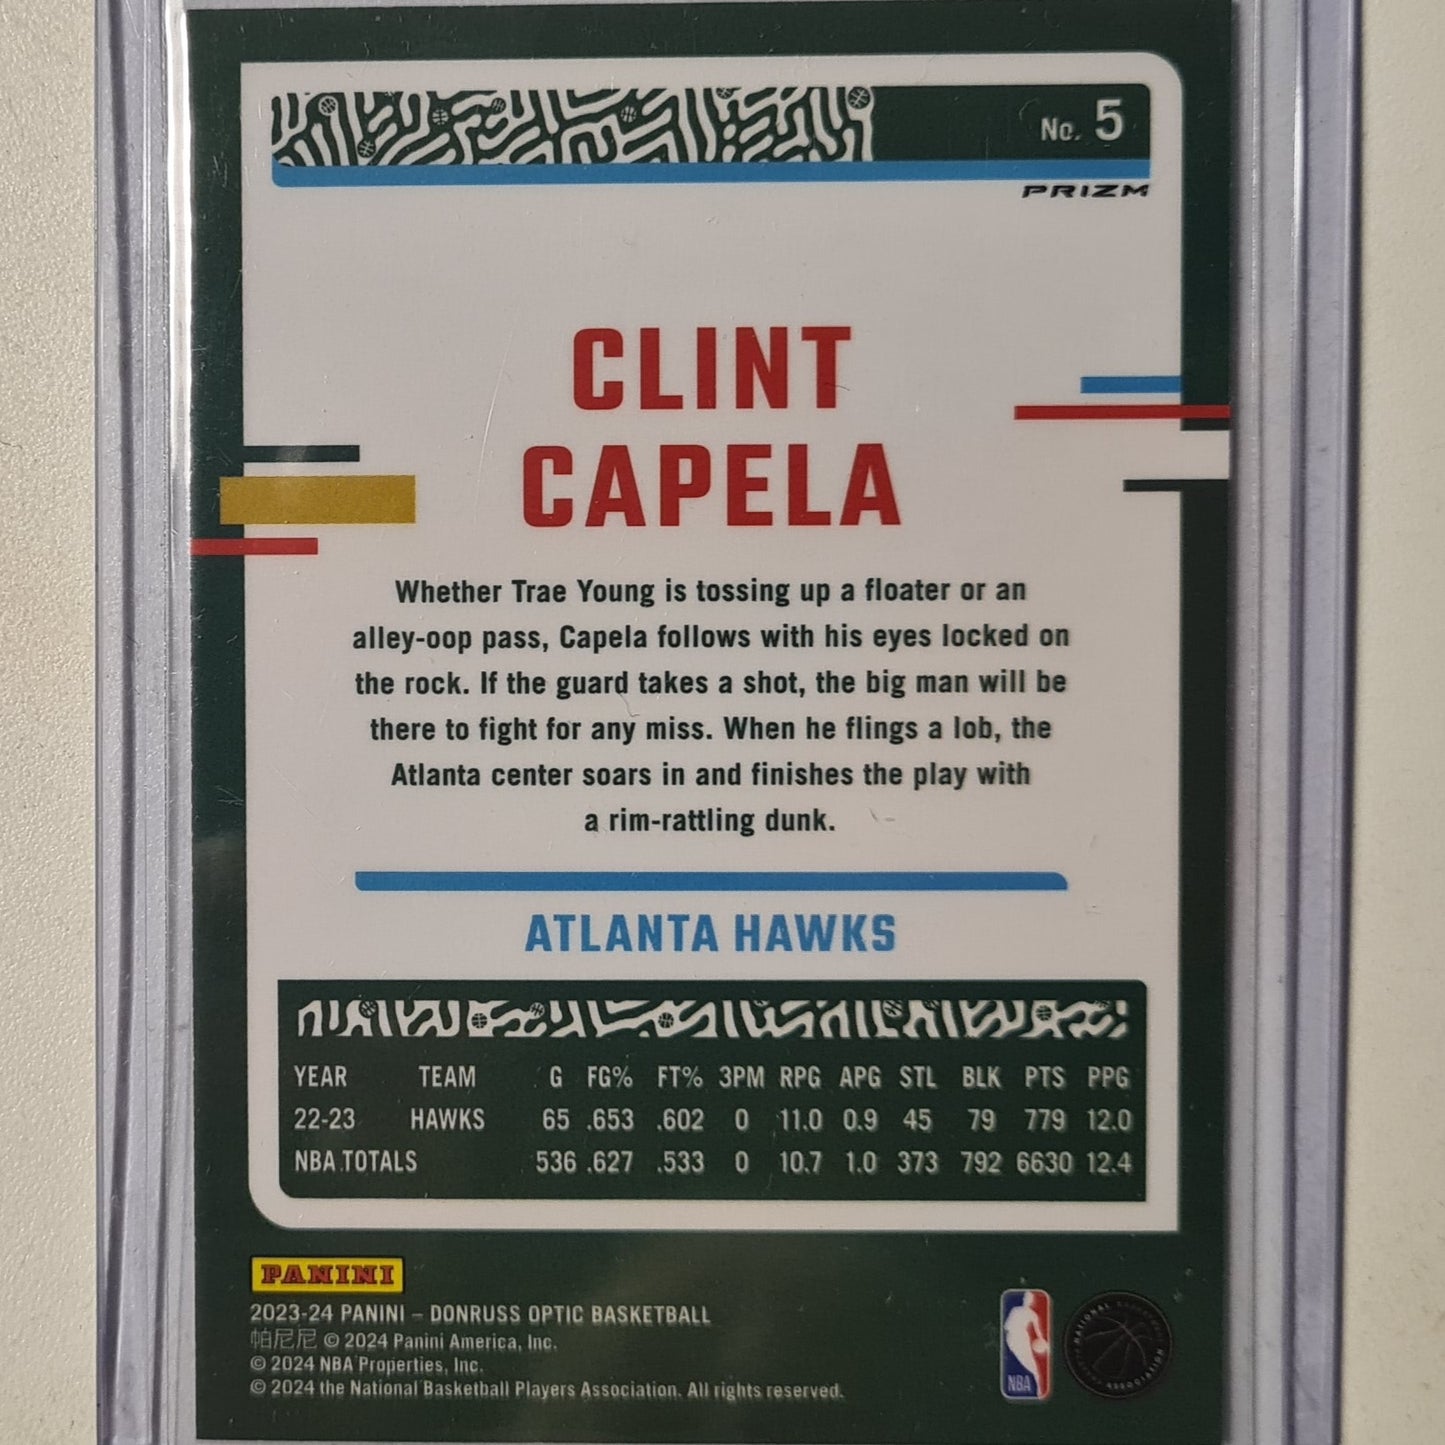 No. 5
PRIZM
CLINT
CAPELA
Whether Trae Young is tossing up a floater or an
alley-oop pass, Capela follows with his eyes locked on
the rock. If the guard takes a shot, the big man will be
there to fight for any miss. When he flings a lob, the
Atlanta center soars in and finishes the play with
a rim-rattling dunk.
ATLANTA HAWKS
YEAR TEAM G FG% FT% 3PM RPG APG STL BLK PTS PPG
22-23 HAWKS 65 .653 .602 0 11.0 0.9 45 79 779 12.0
NBA TOTALS 536 .627 .533 0 10.7 1.0 373 792 6630 12.4
PANINI
2023-24 PANINI – DONRUSS OPTIC BASKETBALL
帕尼尼 © 2024 Panini America, Inc.
© 2024 NBA Properties, Inc.
© 2024 the National Basketball Players Association. All rights reserved.
NBA
NATIONAL BASKETBALL PLAYERS ASSOCIATION